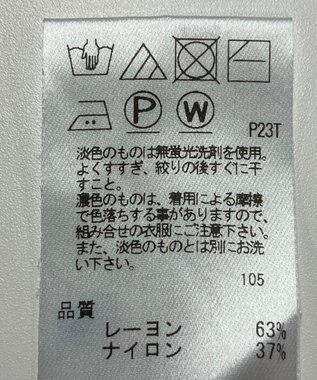 P W
P23T
淡色のものは無蛍光洗剤を使用。
よくすすぎ、絞りの後すぐに干
すこと。
濃色のものは、着用による摩擦
で色落ちする事がありますので、
組み合せの衣服にご注意下さい。
また、淡色のものとは別にお洗
い下さい。
105
品質
レーヨン 63%
ナイロン 37%